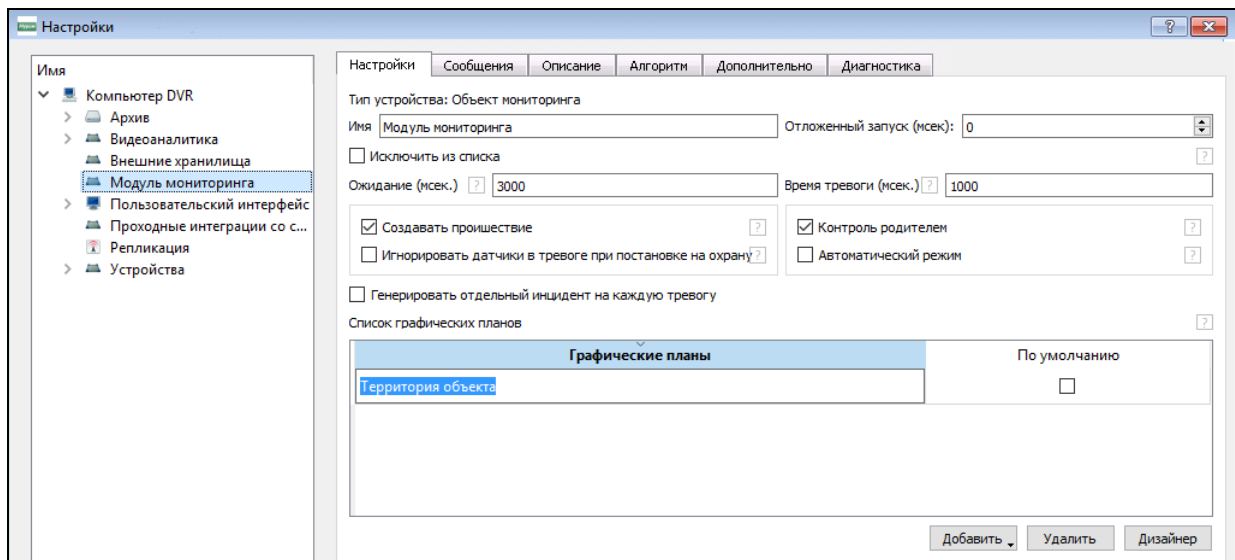 Настройки
Имя
Компьютер DVR
Архив
Видеоаналитика
Внешние хранилища
Модуль мониторинга
Пользовательский интерфейс
Проходные интеграции со с...
Репликация
Устройства
Настройки Сообщения Описание Алгоритм Дополнительно Диагностика
Тип устройства: Объект мониторинга
Имя Модуль мониторинга Отложенный запуск (мсек): 0
Исключить из списка ?
Ожидание (мсек.) ? 3000 Время тревоги (мсек.) ? 1000
Создавать проишествие ? Контроль родителем ?
Игнорировать датчики в тревоге при постановке на охрану ? Автоматический режим ?
Генерировать отдельный инцидент на каждую тревогу
Список графических планов ?
Графические планы По умолчанию
Территория объекта
Добавить Удалить Дизайнер